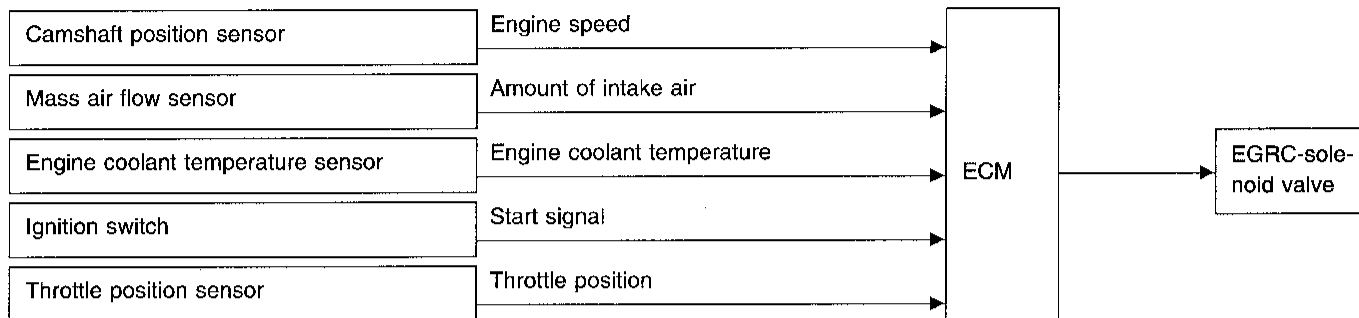 Camshaft position sensor
Engine speed
Mass air flow sensor
Amount of intake air
Engine coolant temperature sensor
Engine coolant temperature
Ignition switch
Start signal
Throttle position sensor
Throttle position
ECM
EGRC-sole-
noid valve